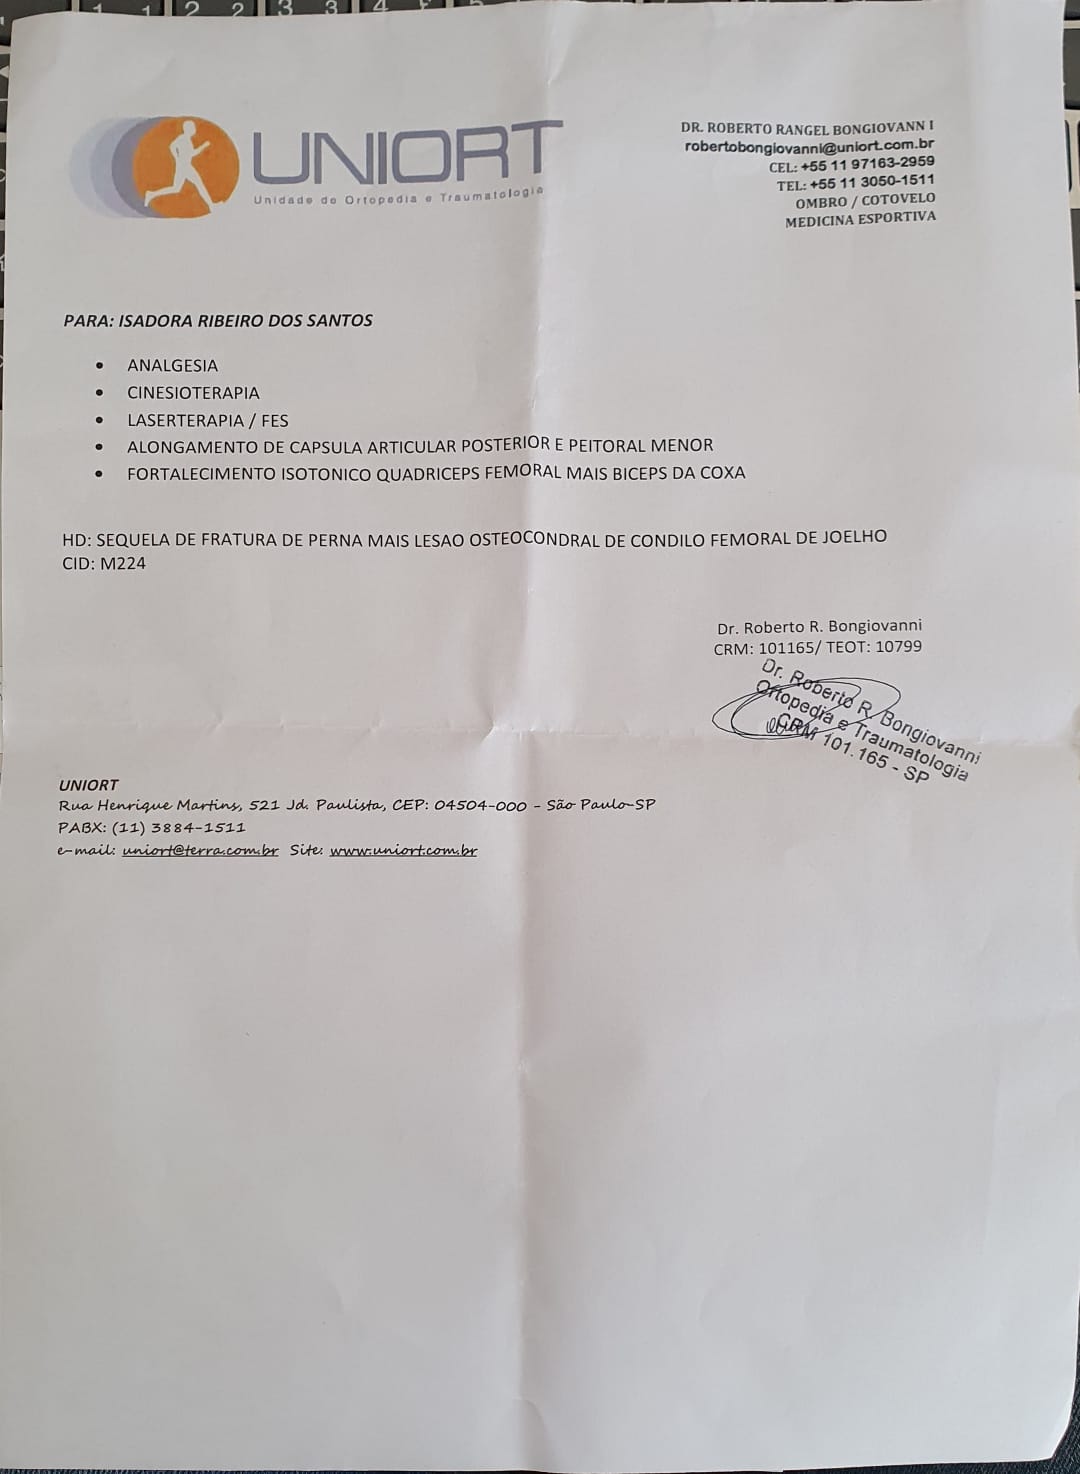 UNIORT
Unidade de Ortopedia e Traumatologia
DR. ROBERTO RANGEL BONGIOVANN I
robertobongiovanni@uniort.com.br
CEL: +55 11 97163-2959
TEL: +55 11 3050-1511
OMBRO / COTOVELO
MEDICINA ESPORTIVA
PARA: ISADORA RIBEIRO DOS SANTOS
• ANALGESIA
• CINESIOTERAPIA
• LASERTERAPIA / FES
• ALONGAMENTO DE CAPSULA ARTICULAR POSTERIOR E PEITORAL MENOR
• FORTALECIMENTO ISOTONICO QUADRICEPS FEMORAL MAIS BICEPS DA COXA
HD: SEQUELA DE FRATURA DE PERNA MAIS LESAO OSTEOCONDRAL DE CONDILO FEMORAL DE JOELHO
CID: M224
Dr. Roberto R. Bongiovanni
CRM: 101165/ TEOT: 10799
Dr. Roberto R. Bongiovanni
Ortopedia e Traumatologia
CRM 101.165 - SP
UNIORT
Rua Henrique Martins, 521 Jd. Paulista, CEP: 04504-000 - São Paulo-SP
PABX: (11) 3884-1511
e-mail: uniort@terra.com.br Site: www.uniort.com.br